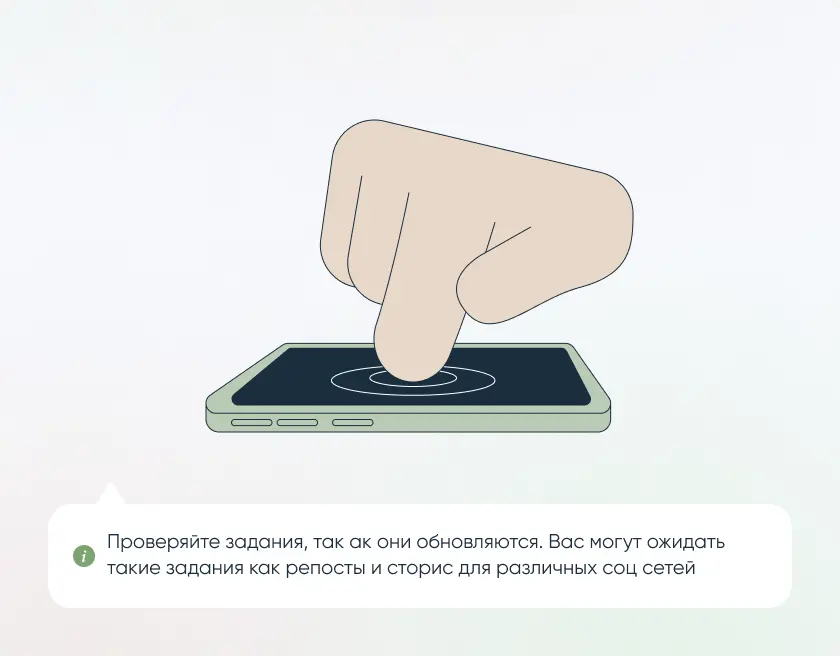 i
Проверяйте задания, так ак они обновляются. Вас могут ожидать
такие задания как репосты и сторис для различных соц сетей